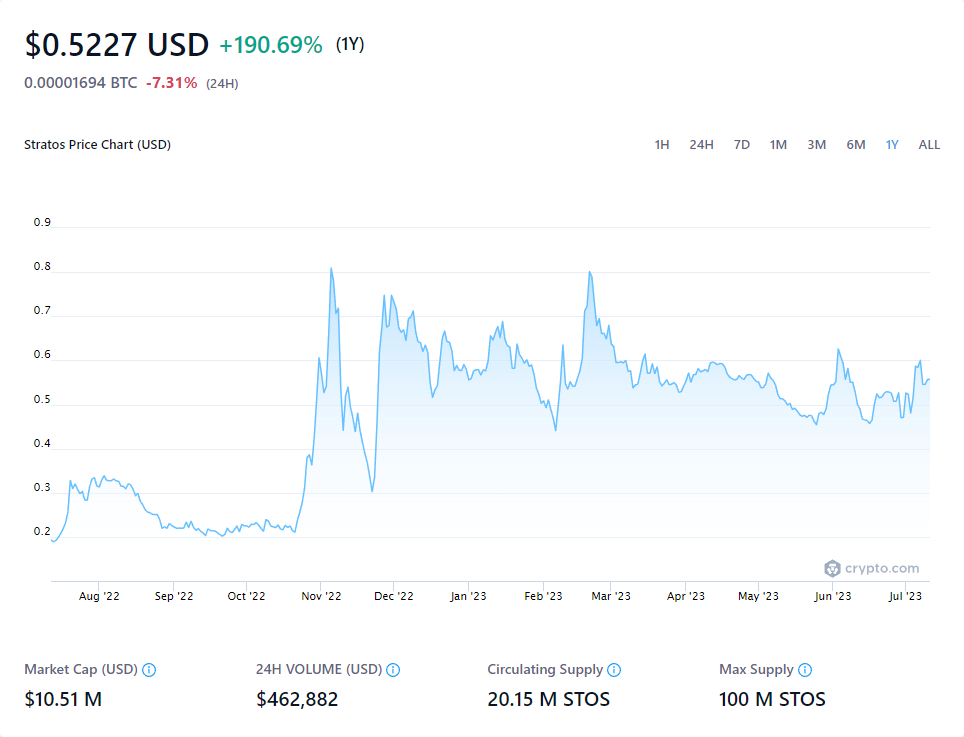 $0.5227 USD +190.69% (1Y)
0.00001694 BTC -7.31% (24H)
Stratos Price Chart (USD) 1H 24H 7D 1M 3M 6M 1Y ALL
0.9
0.8
0.7
0.6
0.5
0.4
0.3
0.2
crypto.com
Aug '22 Sep '22 Oct '22 Nov '22 Dec '22 Jan '23 Feb '23 Mar '23 Apr '23 May '23 Jun '23 Jul '23
Market Cap (USD) 24H VOLUME (USD) Circulating Supply Max Supply
$10.51 M $462,882 20.15 M STOS 100 M STOS